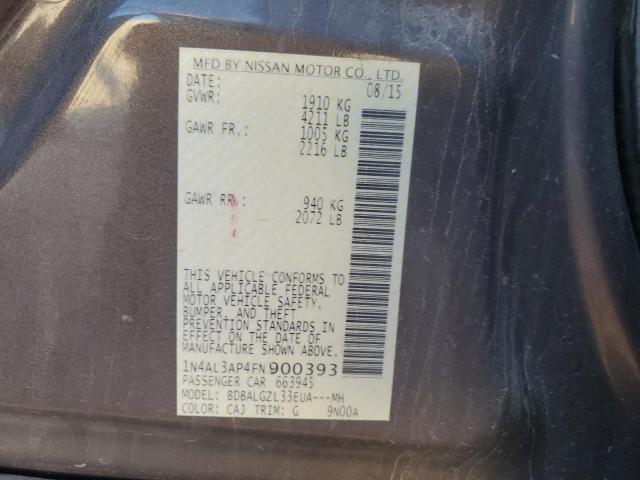 MFD BY NISSAN MOTOR CO., LTD.
DATE: 08/15
GVWR: 1910 KG
4211 LB
GAWR FR.: 1005 KG
2216 LB
GAWR RR.: 940 KG
2072 LB
THIS VEHICLE CONFORMS TO
ALL APPLICABLE FEDERAL
MOTOR VEHICLE SAFETY,
BUMPER, AND THEFT
PREVENTION STANDARDS IN
EFFECT ON THE DATE OF
MANUFACTURE SHOWN ABOVE.
1N4AL3AP4FN900393
PASSENGER CAR 663945
MODEL: BDBALGZL33EUA---MH
COLOR: CAJ TRIM: G 9N00A